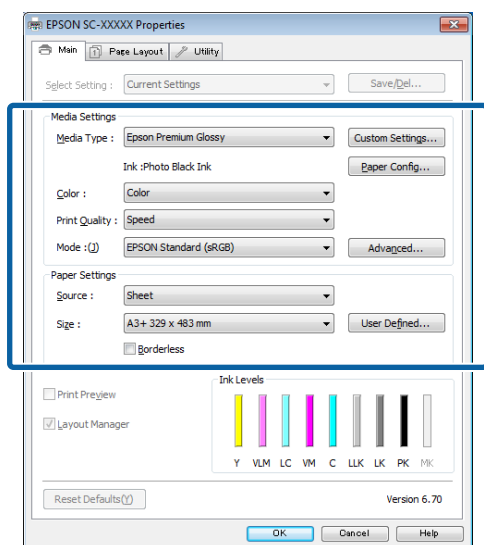 EPSON SC-XXXXX Properties
Main Page Layout Utility
Select Setting : Current Settings Save/Del...
Media Settings
Media Type : Epson Premium Glossy Custom Settings...
Ink :Photo Black Ink Paper Config...
Color : Color
Print Quality : Speed
Mode :(J) EPSON Standard (sRGB) Advanced...
Paper Settings
Source : Sheet
Size : A3+ 329 x 483 mm User Defined...
Borderless
Print Preview
Layout Manager
Ink Levels
Y VLM LC VM C LLK LK PK MK
Reset Defaults(Y) Version 6.70
OK Cancel Help